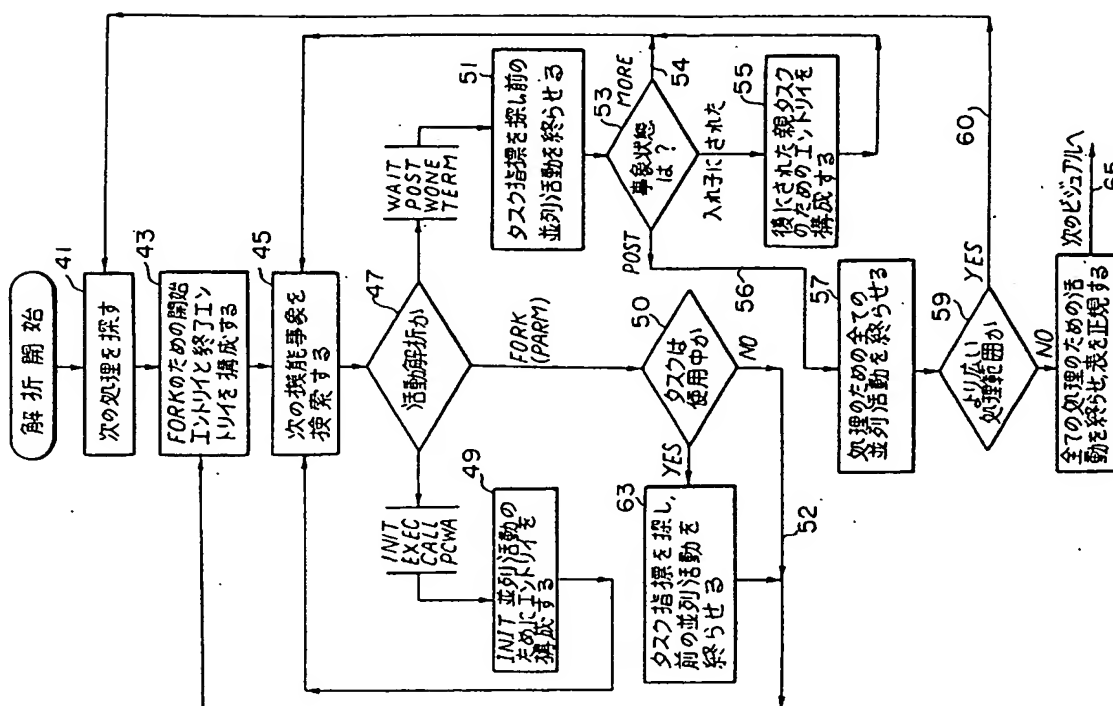 解析開始
41
次の処理を探す
43
FORKのための開始
エントリイと終了エン
トリイを構成する
45
次の機能事象を
検索する
47
活動解析か
INIT
EXEC
CALL
PCWA
49
INIT 並列活動の
ためにエントリイを
構成する
FORK
(PARM)
WAIT
POST
WONE
TERM
51
タスク指標を探し前の
並列活動を終らせる
53
事象状態
は?
MORE
54
入れ子にされた
55
後にされた親タスク
のためのエントリイを
構成する
POST
56
50
タスクは
使用中か
YES
NO
63
タスク指標を探し、
前の並列活動を
終らせる
52
57
処理のための全ての
並列活動を終らせる
59
より広い
処理範囲か
YES
60
NO
全ての処理のための活
動を終らせ、表を正規する
次のビジュアルへ
65